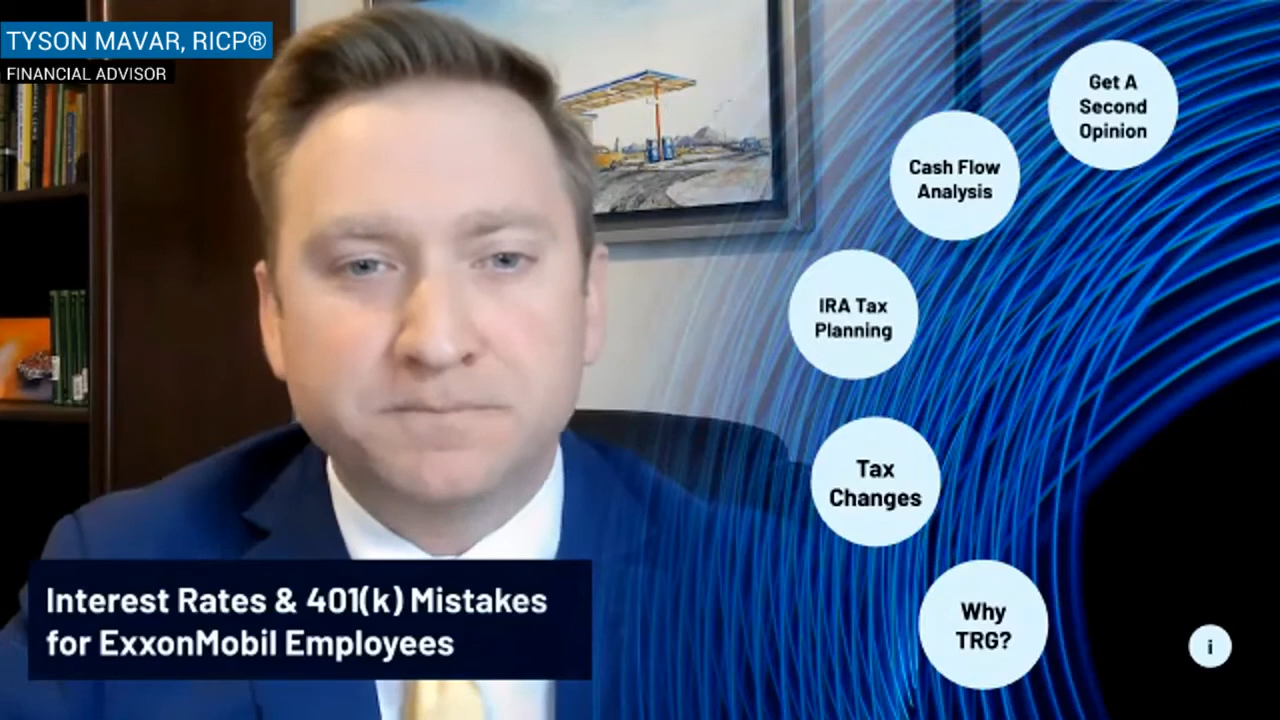 TYSON MAVAR, RICP®
FINANCIAL ADVISOR
Get A
Second
Opinion
Cash Flow
Analysis
IRA Tax
Planning
Tax
Changes
Why
TRG?
Interest Rates & 401(k) Mistakes
for ExxonMobil Employees
i